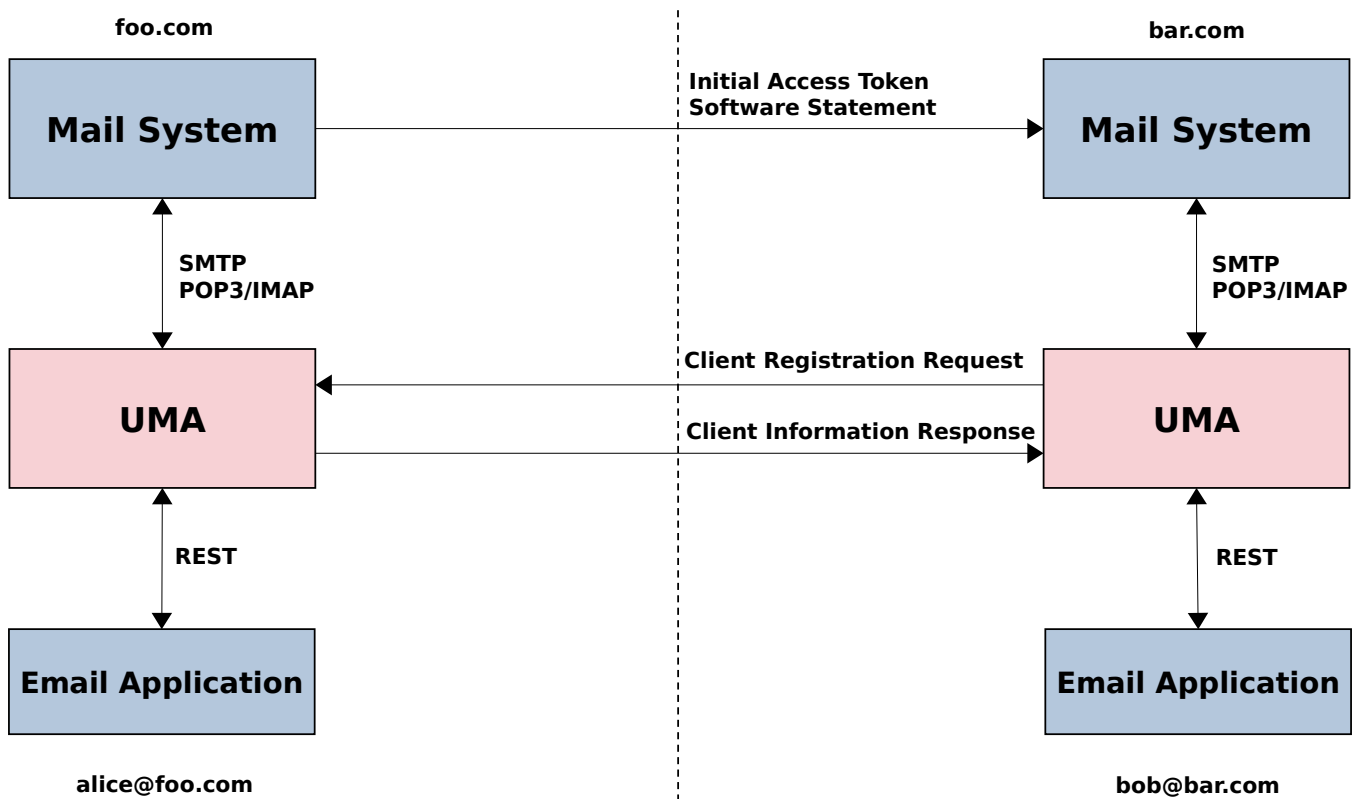 foo.com
bar.com
Initial Access Token
Software Statement
Mail System
Mail System
SMTP
POP3/IMAP
SMTP
POP3/IMAP
Client Registration Request
UMA
UMA
Client Information Response
REST
REST
Email Application
Email Application
alice@foo.com
bob@bar.com